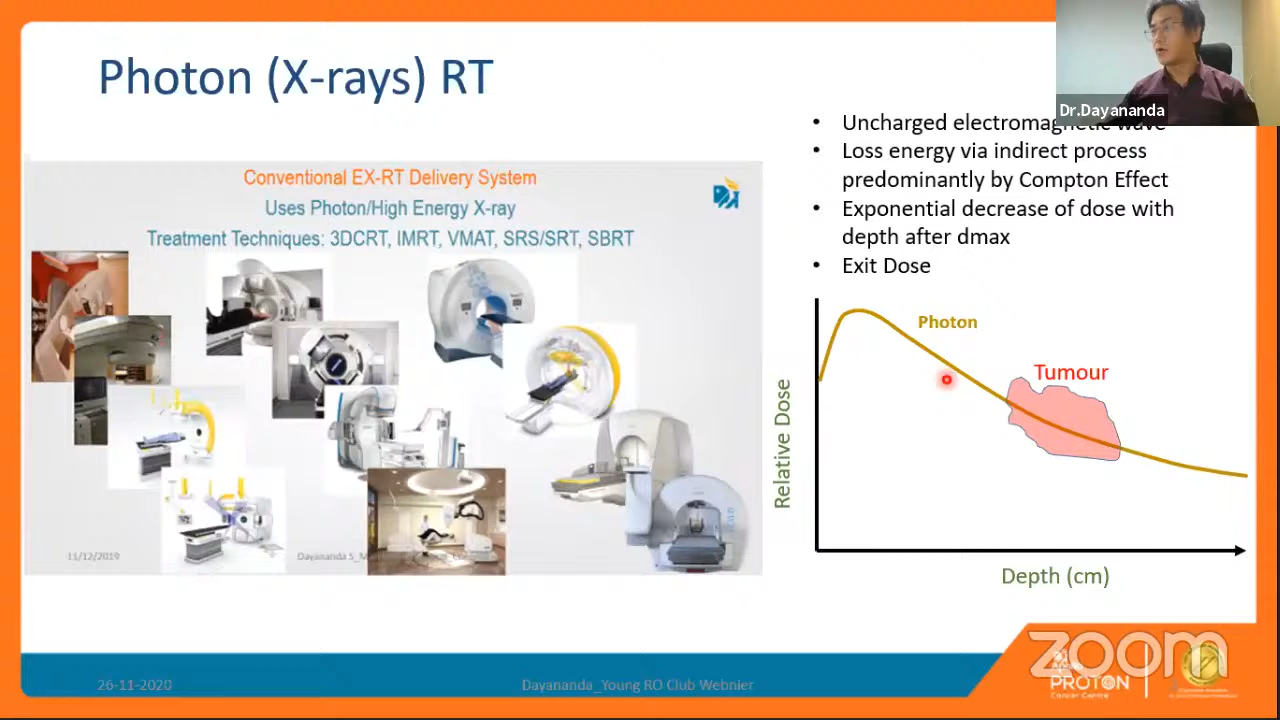 Photon (X-rays) RT
Dr.Dayananda
• Uncharged electromagnetic wave
• Loss energy via indirect process
predominantly by Compton Effect
• Exponential decrease of dose with
depth after dmax
• Exit Dose
Conventional EX-RT Delivery System
Uses Photon/High Energy X-ray
Treatment Techniques: 3DCRT, IMRT, VMAT, SRS/SRT, SBRT
11/12/2019
Dayananda S_
Photon
Tumour
Relative Dose
Depth (cm)
26-11-2020
Dayananda_Young RO Club Webnier
zoom
PROTON
Cancer Centre